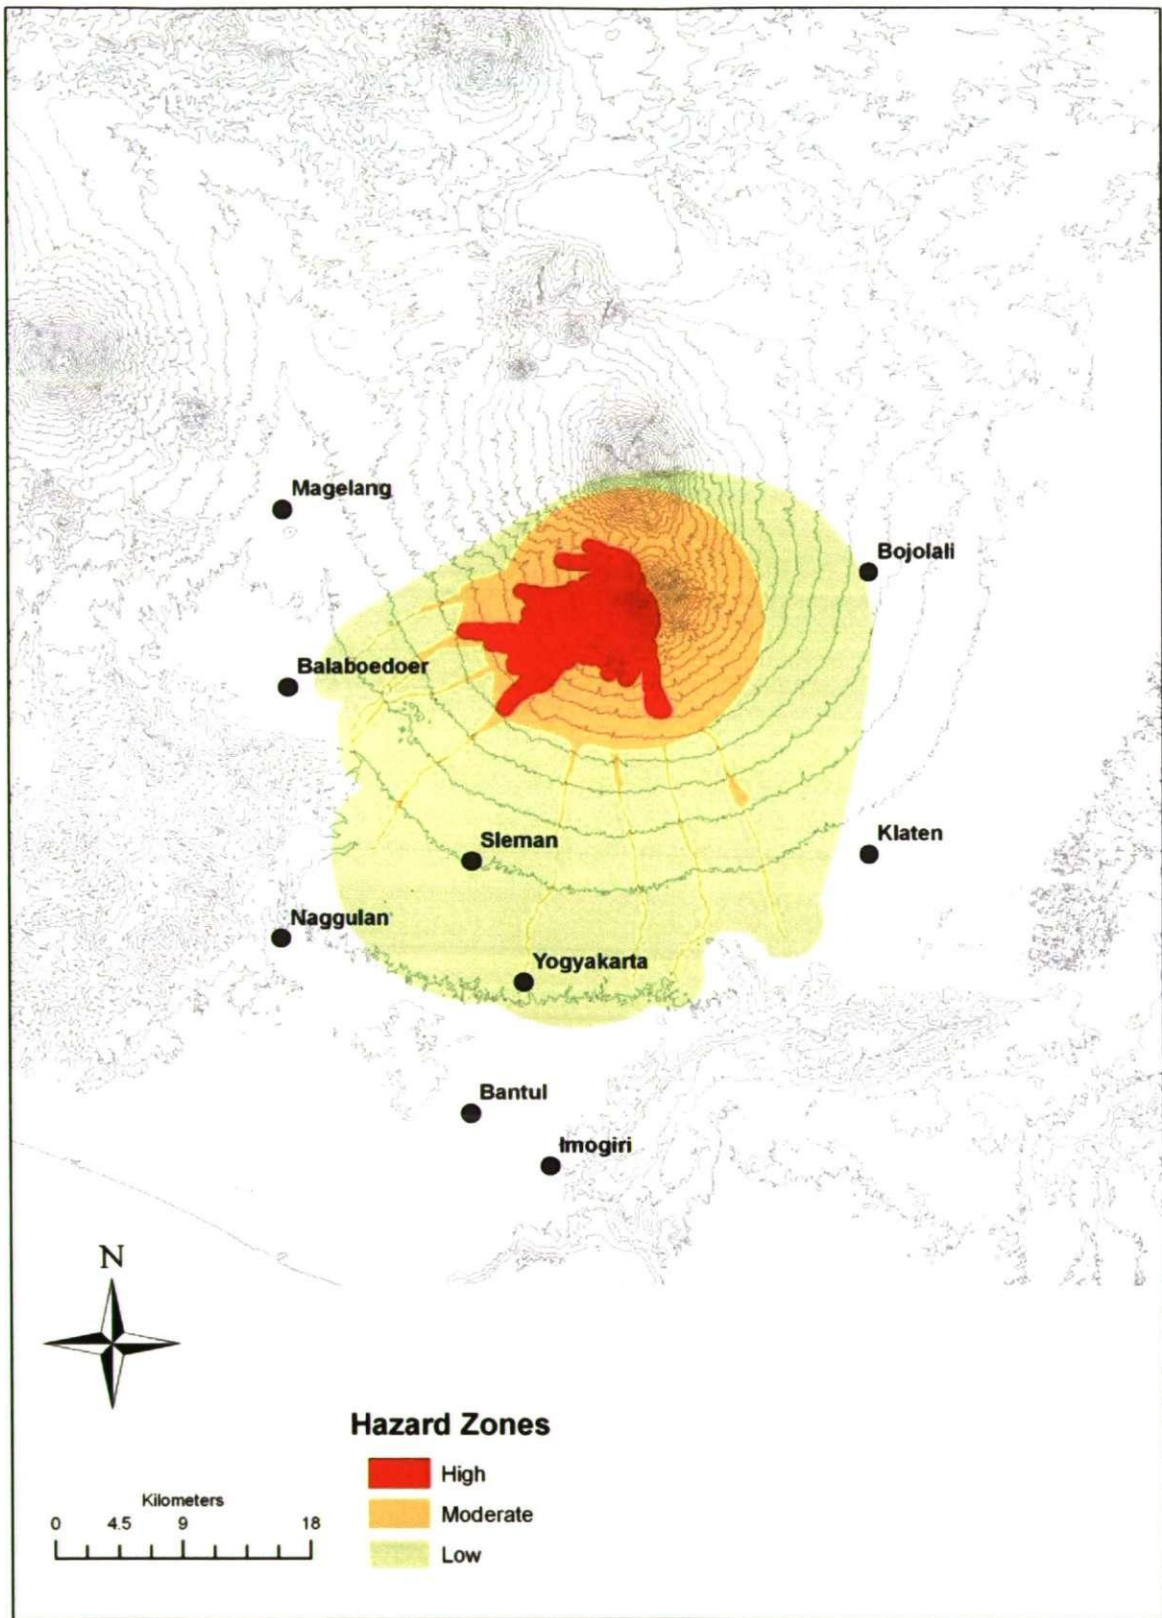 Magelang
Bojolali
Balaboedoer
Sleman
Klaten
Naggulan
Yogyakarta
Bantul
Imogiri
N
Hazard Zones
High
Moderate
Low
Kilometers
0 4.5 9 18